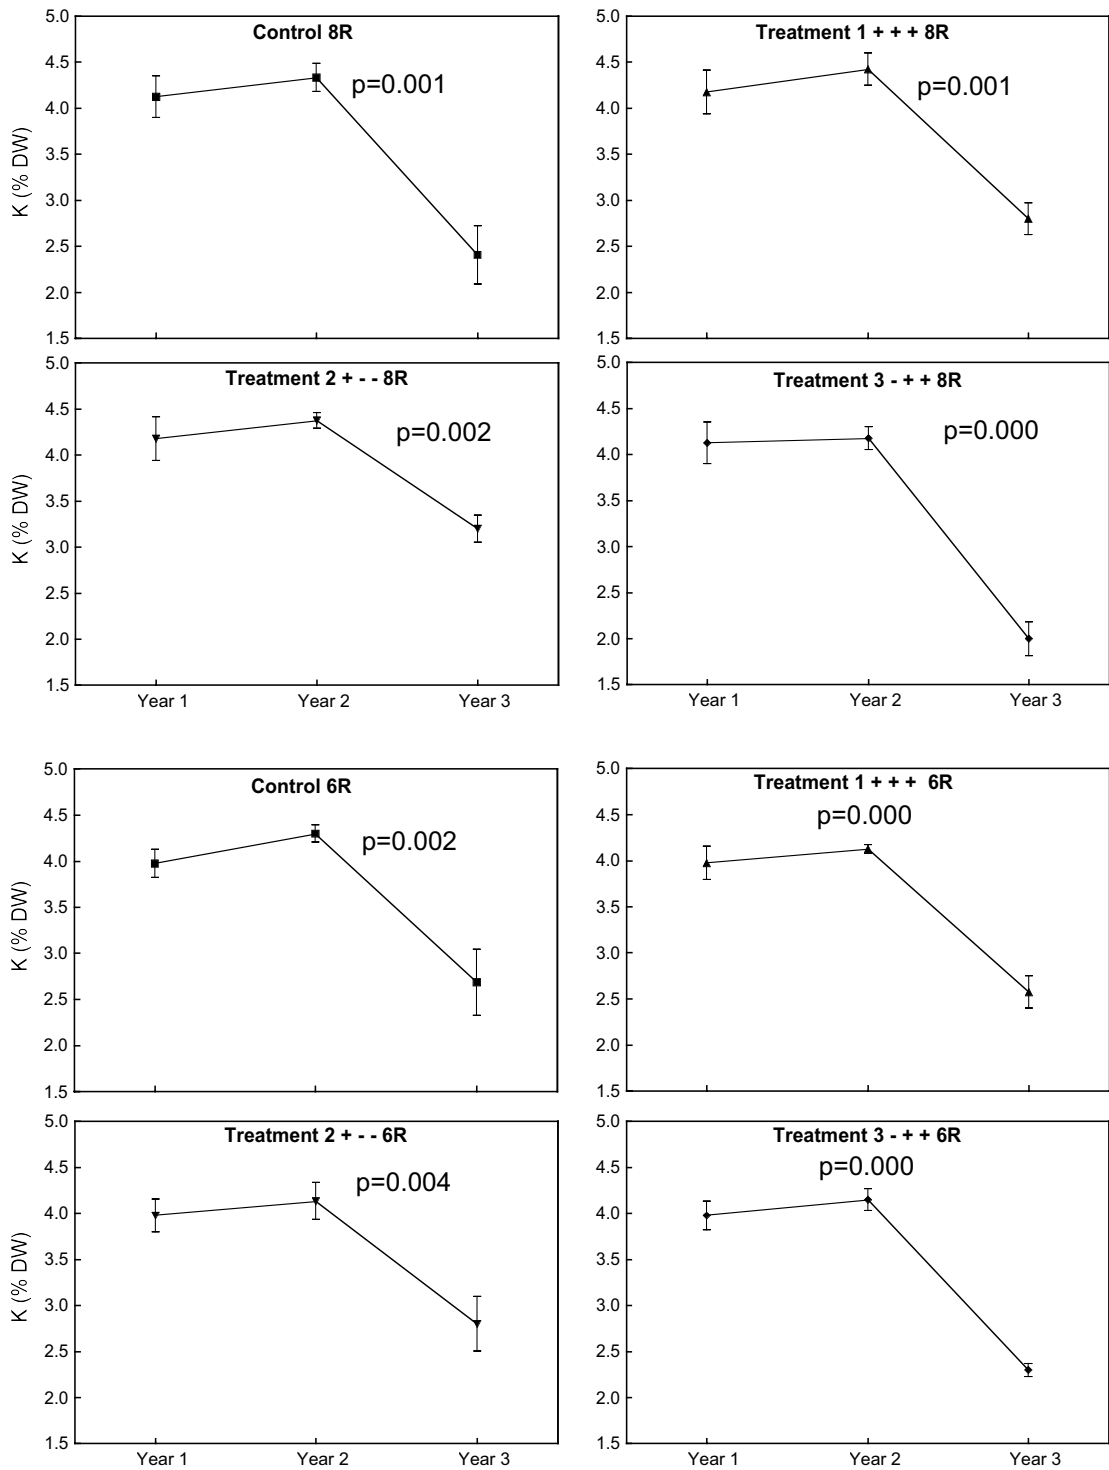 Control 8R
p=0.001
K (% DW)
5.0
4.5
4.0
3.5
3.0
2.5
2.0
1.5
Treatment 1 + + + 8R
p=0.001
5.0
4.5
4.0
3.5
3.0
2.5
2.0
1.5
Treatment 2 + - - 8R
p=0.002
K (% DW)
5.0
4.5
4.0
3.5
3.0
2.5
2.0
1.5
Year 1 Year 2 Year 3
Treatment 3 - + + 8R
p=0.000
5.0
4.5
4.0
3.5
3.0
2.5
2.0
1.5
Year 1 Year 2 Year 3
Control 6R
p=0.002
K (% DW)
5.0
4.5
4.0
3.5
3.0
2.5
2.0
1.5
Treatment 1 + + + 6R
p=0.000
5.0
4.5
4.0
3.5
3.0
2.5
2.0
1.5
Treatment 2 + - - 6R
p=0.004
K (% DW)
5.0
4.5
4.0
3.5
3.0
2.5
2.0
1.5
Year 1 Year 2 Year 3
Treatment 3 - + + 6R
p=0.000
5.0
4.5
4.0
3.5
3.0
2.5
2.0
1.5
Year 1 Year 2 Year 3